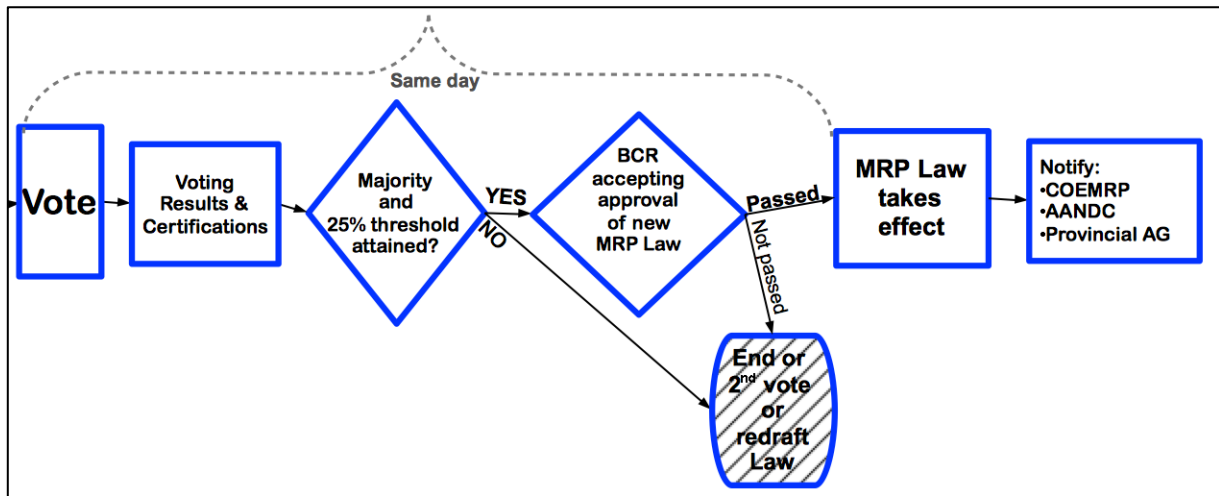 Same day
Vote
Voting
Results &
Certifications
Majority
and
25% threshold
attained?
YES
NO
BCR
accepting
approval
of new
MRP Law
Passed
Not passed
MRP Law
takes
effect
Notify:
•COEMRP
•AANDC
•Provincial AG
End or
2nd vote
or
redraft
Law